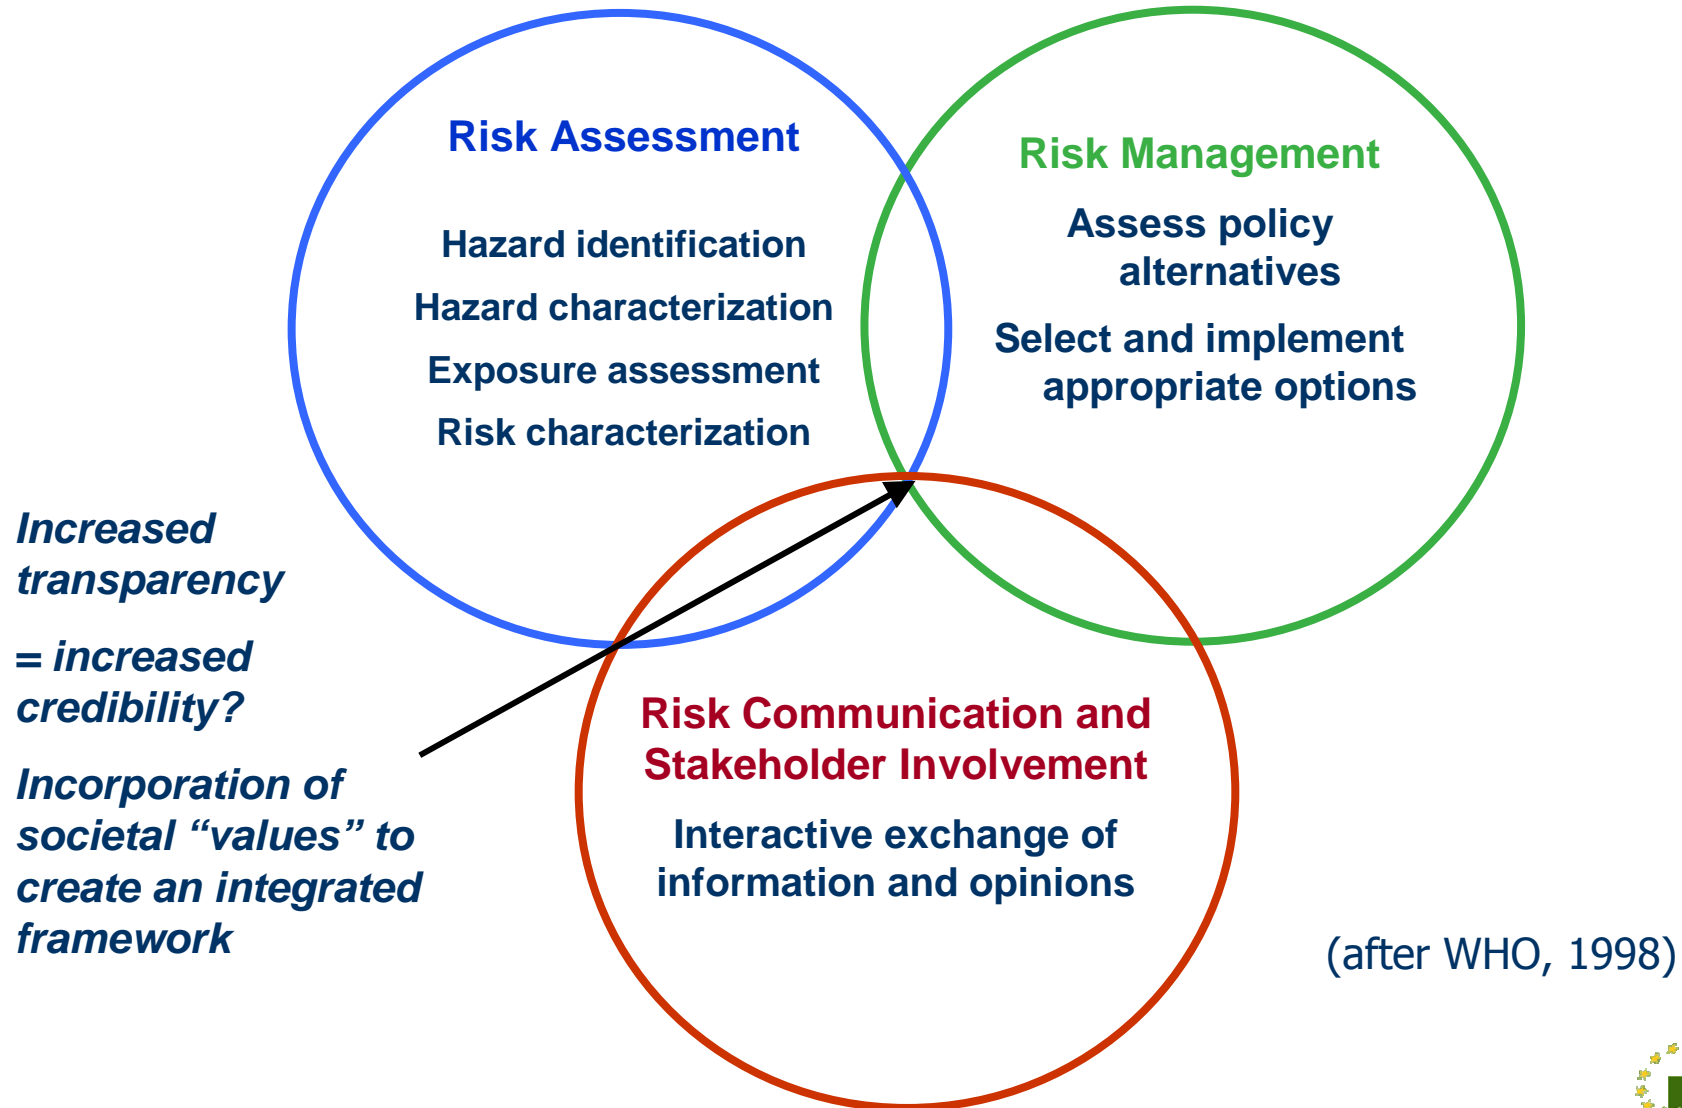 Risk Assessment
Hazard identification
Hazard characterization
Exposure assessment
Risk characterization
Risk Management
Assess policy
alternatives
Select and implement
appropriate options
Increased
transparency
= increased
credibility?
Incorporation of
societal “values” to
create an integrated
framework
Risk Communication and
Stakeholder Involvement
Interactive exchange of
information and opinions
(after WHO, 1998)